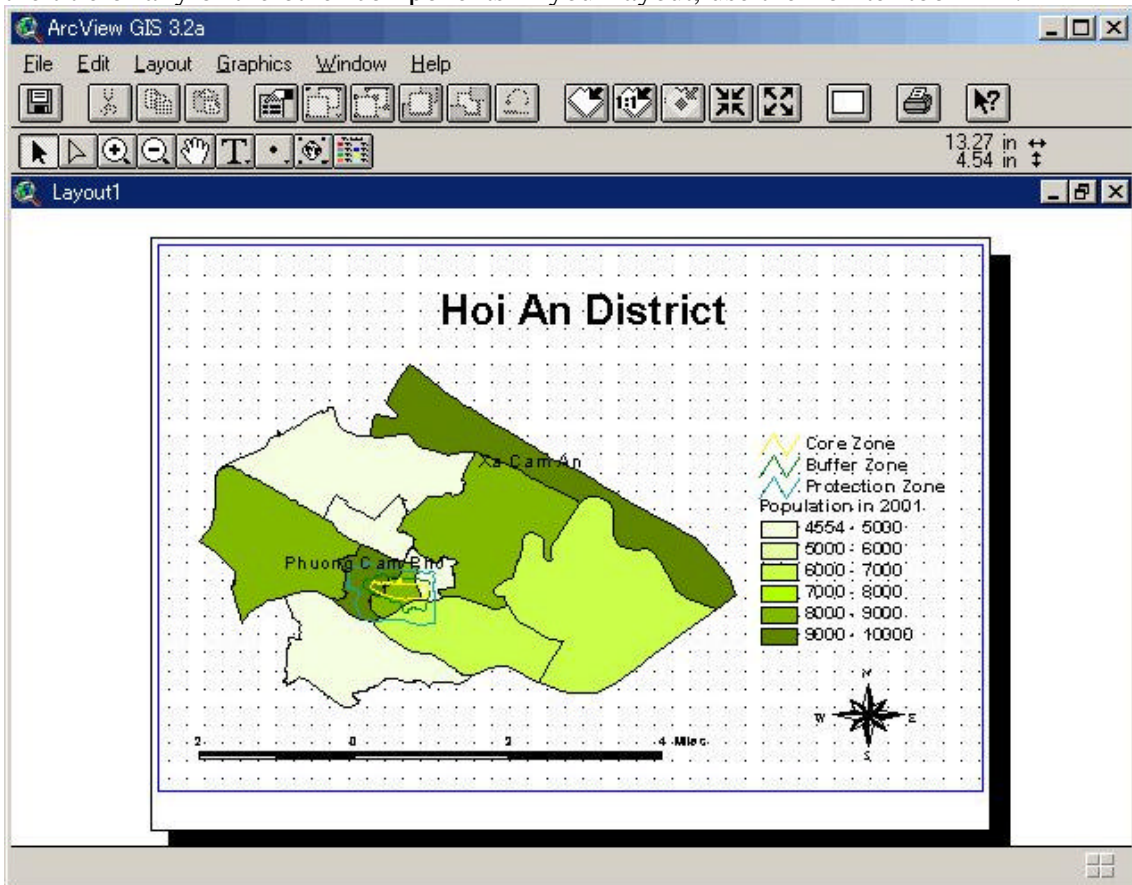 ArcView GIS 3.2a
File Edit Layout Graphics Window Help
1:1
T
13.27 in
4.54 in
Layout1
Hoi An District
Xa Cam An
Phuong Cam Pho
Core Zone
Buffer Zone
Protection Zone
Population in 2001
4554 - 5000
5000 - 6000
6000 - 7000
7000 - 8000
8000 - 9000
9000 - 10000
N
W E
S
2 0 2 4 Miles